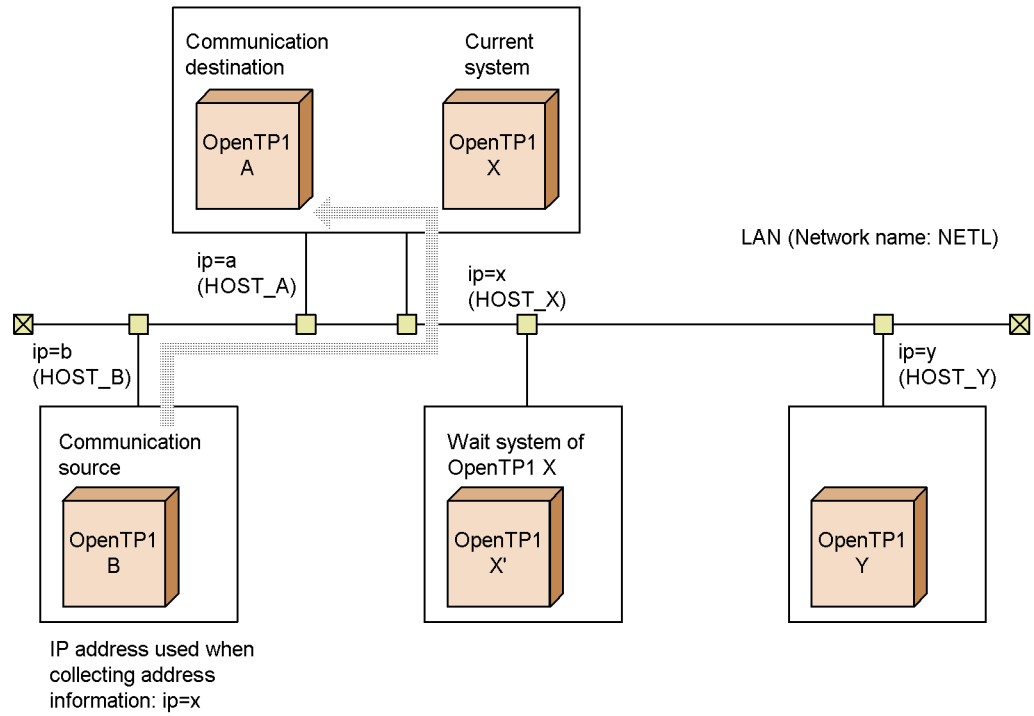 Communication
destination
Current
system
OpenTP1
A
OpenTP1
X
LAN (Network name: NETL)
ip=a
(HOST_A)
ip=x
(HOST_X)
ip=b
(HOST_B)
ip=y
(HOST_Y)
Communication
source
Wait system of
OpenTP1 X
OpenTP1
B
OpenTP1
X'
OpenTP1
Y
IP address used when
collecting address
information: ip=x